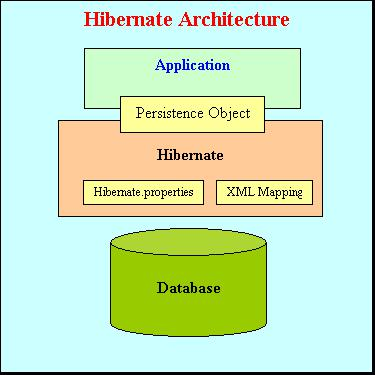 Hibernate Architecture
Application
Persistence Object
Hibernate
Hibernate.properties
XML Mapping
Database